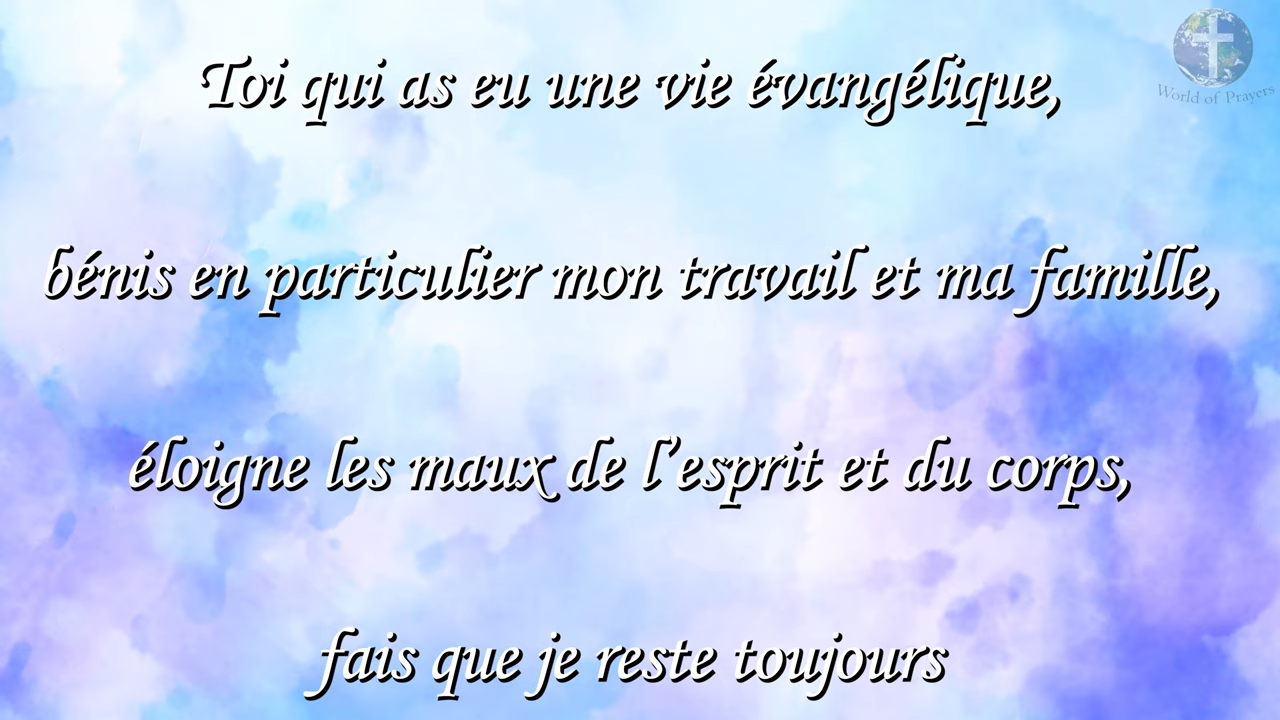 World of Prayers
Toi qui as eu une vie évangélique,
bénis en particulier mon travail et ma famille,
éloigne les maux de l’esprit et du corps,
fais que je reste toujours